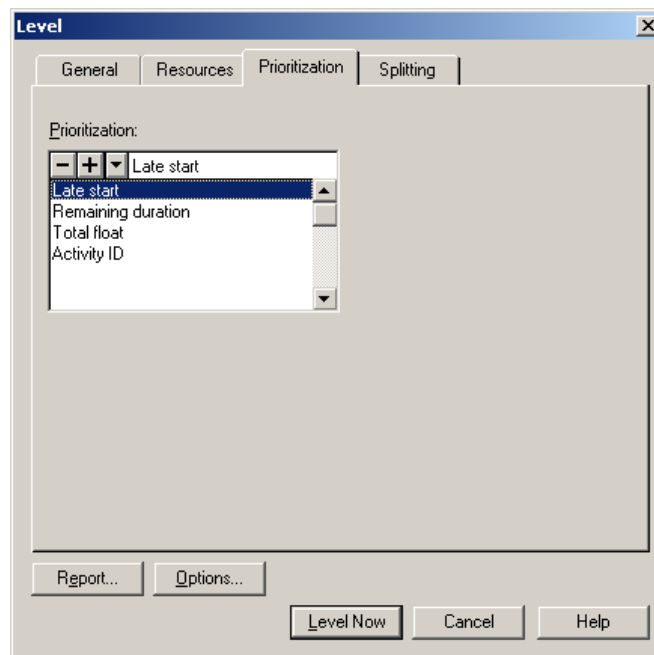 Level
General Resources Prioritization Splitting
Prioritization:
Late start
Late start
Remaining duration
Total float
Activity ID
Report... Options...
Level Now Cancel Help